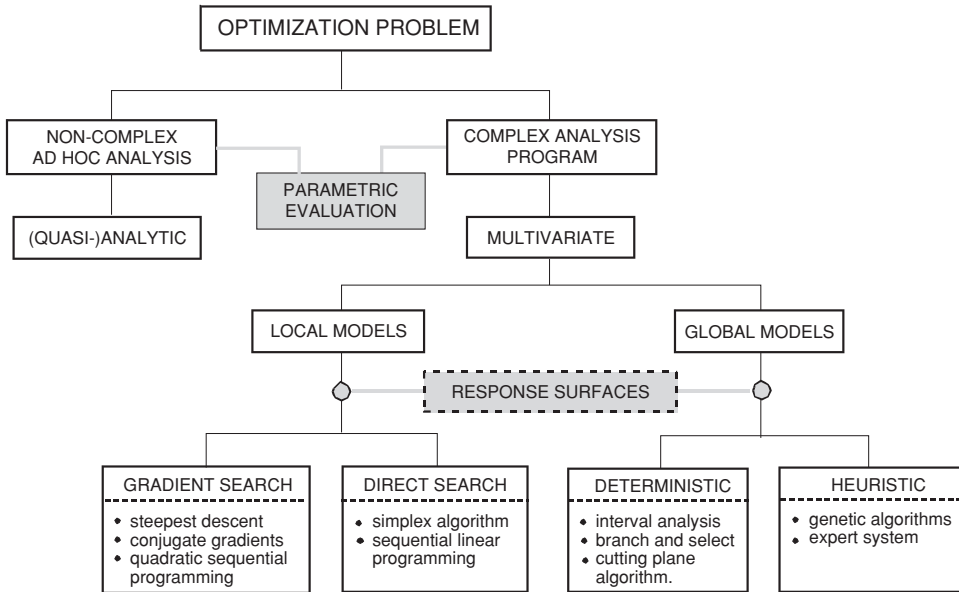 OPTIMIZATION PROBLEM
NON-COMPLEX
AD HOC ANALYSIS
COMPLEX ANALYSIS
PROGRAM
PARAMETRIC
EVALUATION
(QUASI-)ANALYTIC
MULTIVARIATE
LOCAL MODELS
GLOBAL MODELS
RESPONSE SURFACES
GRADIENT SEARCH
steepest descent
conjugate gradients
quadratic sequential
programming
DIRECT SEARCH
simplex algorithm
sequential linear
programming
DETERMINISTIC
interval analysis
branch and select
cutting plane
algorithm.
HEURISTIC
genetic algorithms
expert system